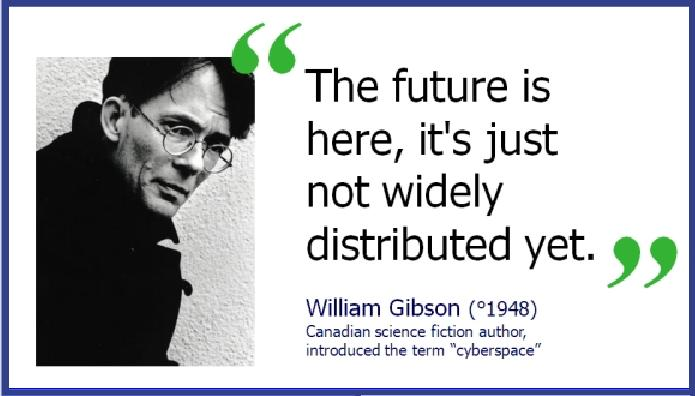 “The future is
here, it's just
not widely
distributed yet.”
William Gibson (°1948)
Canadian science fiction author,
introduced the term “cyberspace”